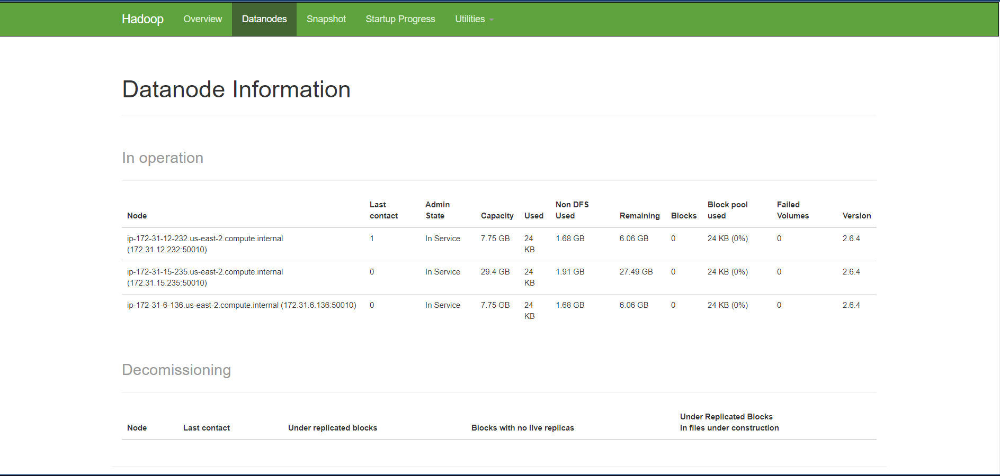 Hadoop Overview Datanodes Snapshot Startup Progress Utilities
Datanode Information
In operation
Node Last contact Admin State Capacity Used Non DFS Used Remaining Blocks Block pool used Failed Volumes Version
ip-172-31-12-232.us-east-2.compute.internal (172.31.12.232:50010) 1 In Service 7.75 GB 24 KB 1.68 GB 6.06 GB 0 24 KB (0%) 0 2.6.4
ip-172-31-15-235.us-east-2.compute.internal (172.31.15.235:50010) 0 In Service 29.4 GB 24 KB 1.91 GB 27.49 GB 0 24 KB (0%) 0 2.6.4
ip-172-31-6-136.us-east-2.compute.internal (172.31.6.136:50010) 0 In Service 7.75 GB 24 KB 1.68 GB 6.06 GB 0 24 KB (0%) 0 2.6.4
Decomissioning
Node Last contact Under replicated blocks Blocks with no live replicas Under Replicated Blocks In files under construction